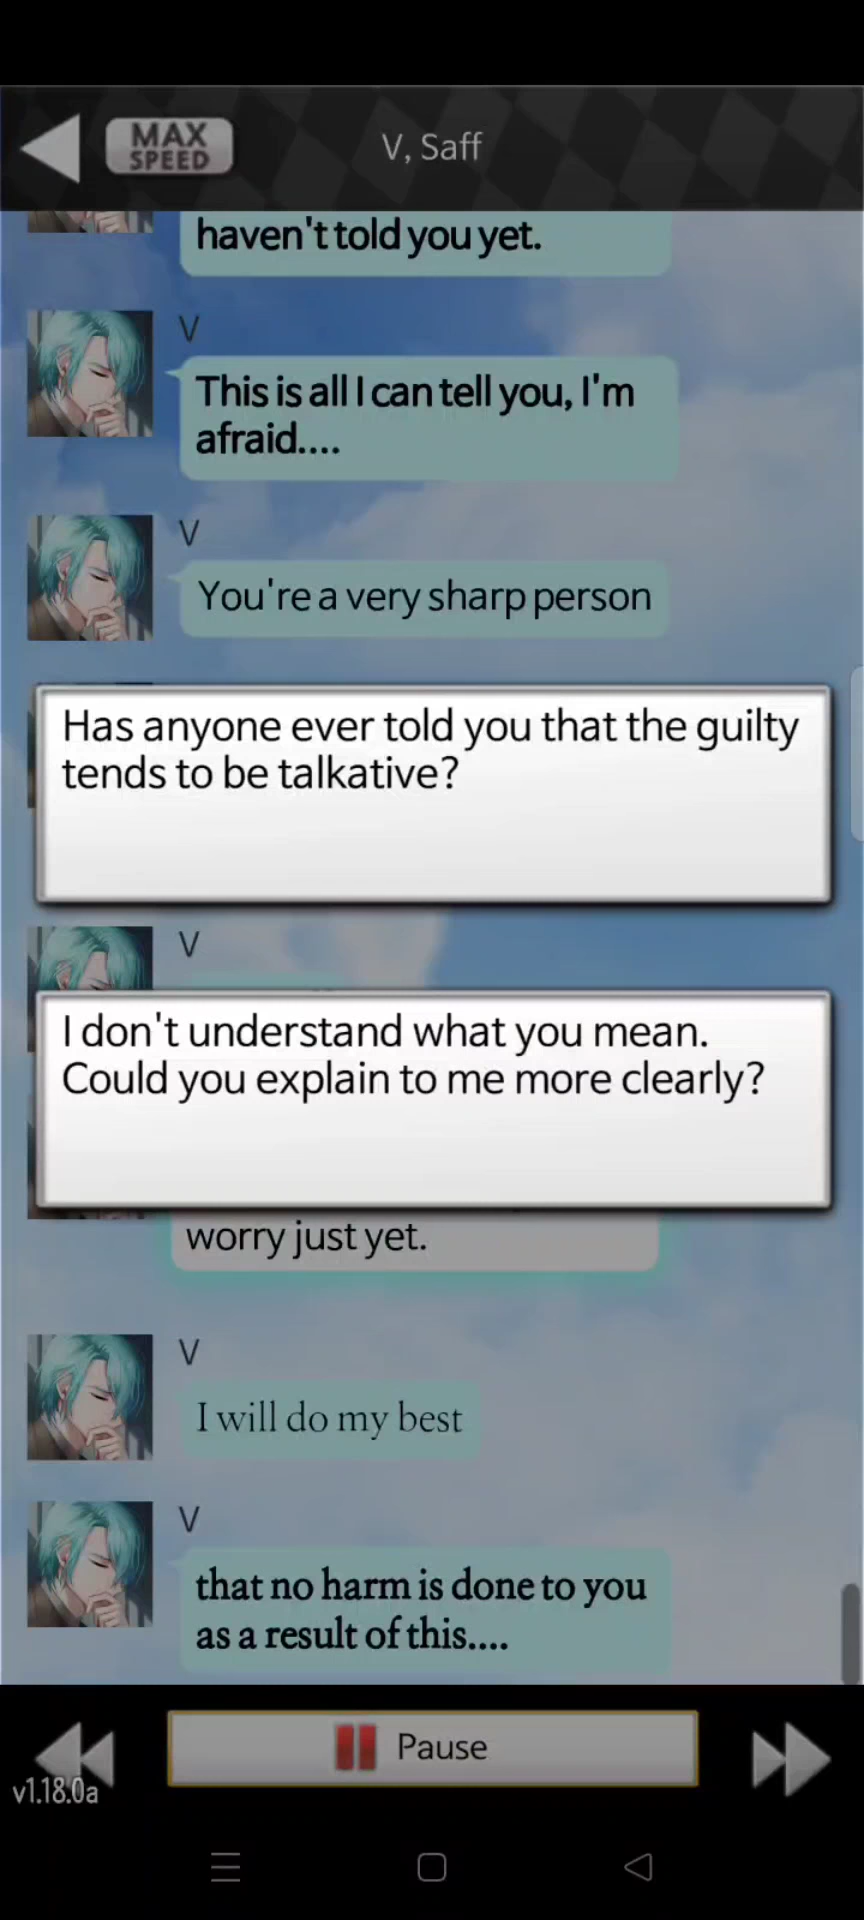 MAX
SPEED
V, Saff
haven't told you yet.
V
This is all I can tell you, I'm
afraid....
V
You're a very sharp person
Has anyone ever told you that the guilty
tends to be talkative?
V
I don't understand what you mean.
Could you explain to me more clearly?
worry just yet.
V
I will do my best
V
that no harm is done to you
as a result of this....
Pause
v1.18.0a